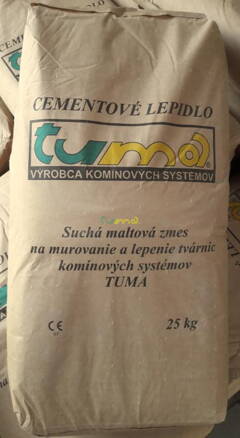 CEMENTOVÉ LEPIDLO
tuma
VÝROBCA KOMÍNOVÝCH SYSTÉMOV
tuma
Suchá maltová zmes
na murovanie a lepenie tvárnic
komínových systémov
TUMA
CE 25 kg